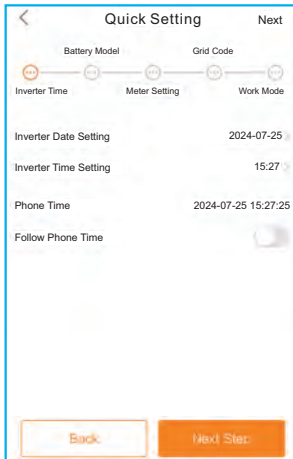 Quick Setting Next
Battery Model Grid Code
Inverter Time Meter Setting Work Mode
Inverter Date Setting 2024-07-25
Inverter Time Setting 15:27
Phone Time 2024-07-25 15:27:25
Follow Phone Time
Back Next Step